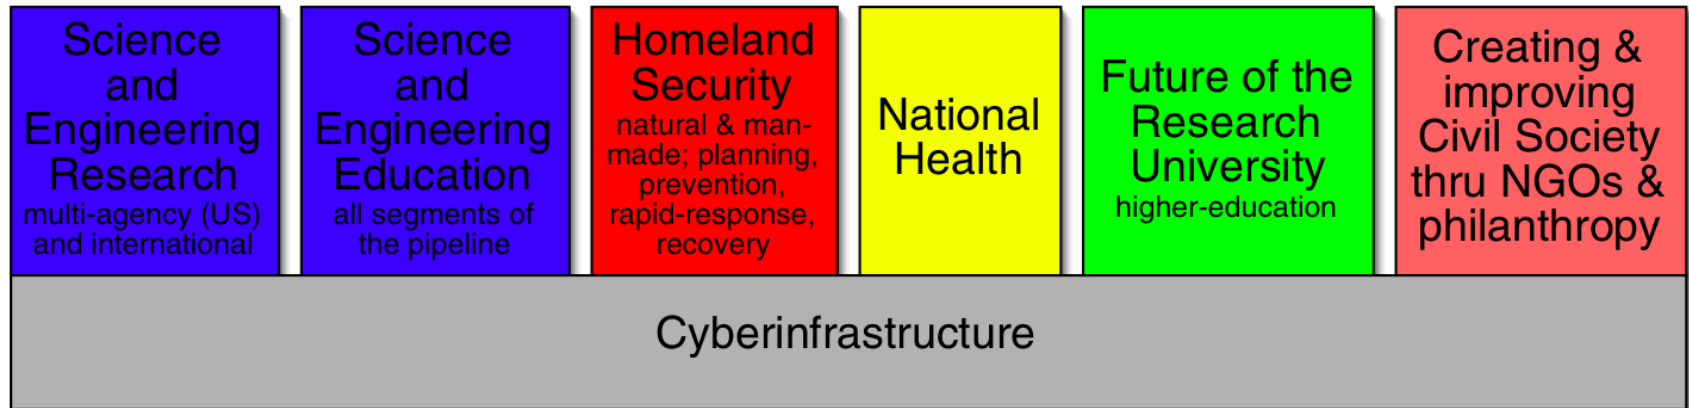 Science
and
Engineering
Research
multi-agency (US)
and international
Science
and
Engineering
Education
all segments of
the pipeline
Homeland
Security
natural & man-
made; planning,
prevention,
rapid-response,
recovery
National
Health
Future of the
Research
University
higher-education
Creating &
improving
Civil Society
thru NGOs &
philanthropy
Cyberinfrastructure